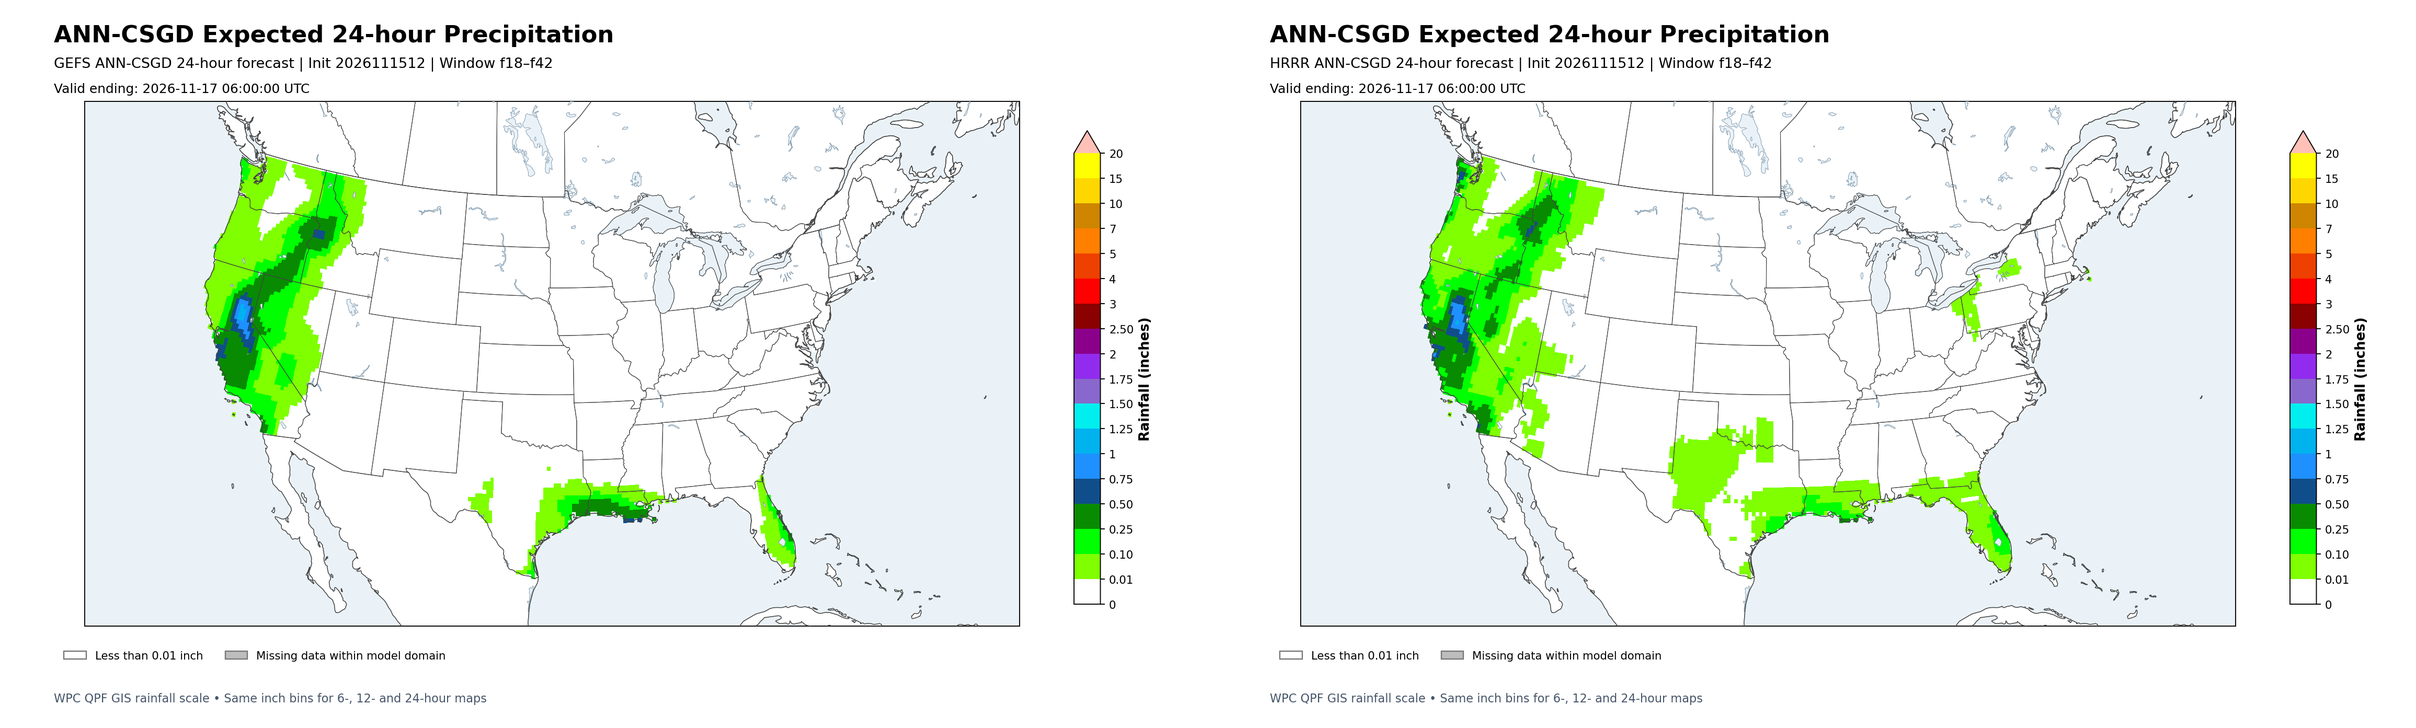 ANN-CSGD Expected 24-hour Precipitation
GEFS ANN-CSGD 24-hour forecast | Init 2026111512 | Window f18–f42
Valid ending: 2026-11-17 06:00:00 UTC
20
15
10
7
5
4
3
2.50
2
1.75
1.50
1.25
1
0.75
0.50
0.25
0.10
0.01
0
Rainfall (inches)
Less than 0.01 inch
Missing data within model domain
WPC QPF GIS rainfall scale • Same inch bins for 6-, 12- and 24-hour maps
ANN-CSGD Expected 24-hour Precipitation
HRRR ANN-CSGD 24-hour forecast | Init 2026111512 | Window f18–f42
Valid ending: 2026-11-17 06:00:00 UTC
20
15
10
7
5
4
3
2.50
2
1.75
1.50
1.25
1
0.75
0.50
0.25
0.10
0.01
0
Rainfall (inches)
Less than 0.01 inch
Missing data within model domain
WPC QPF GIS rainfall scale • Same inch bins for 6-, 12- and 24-hour maps